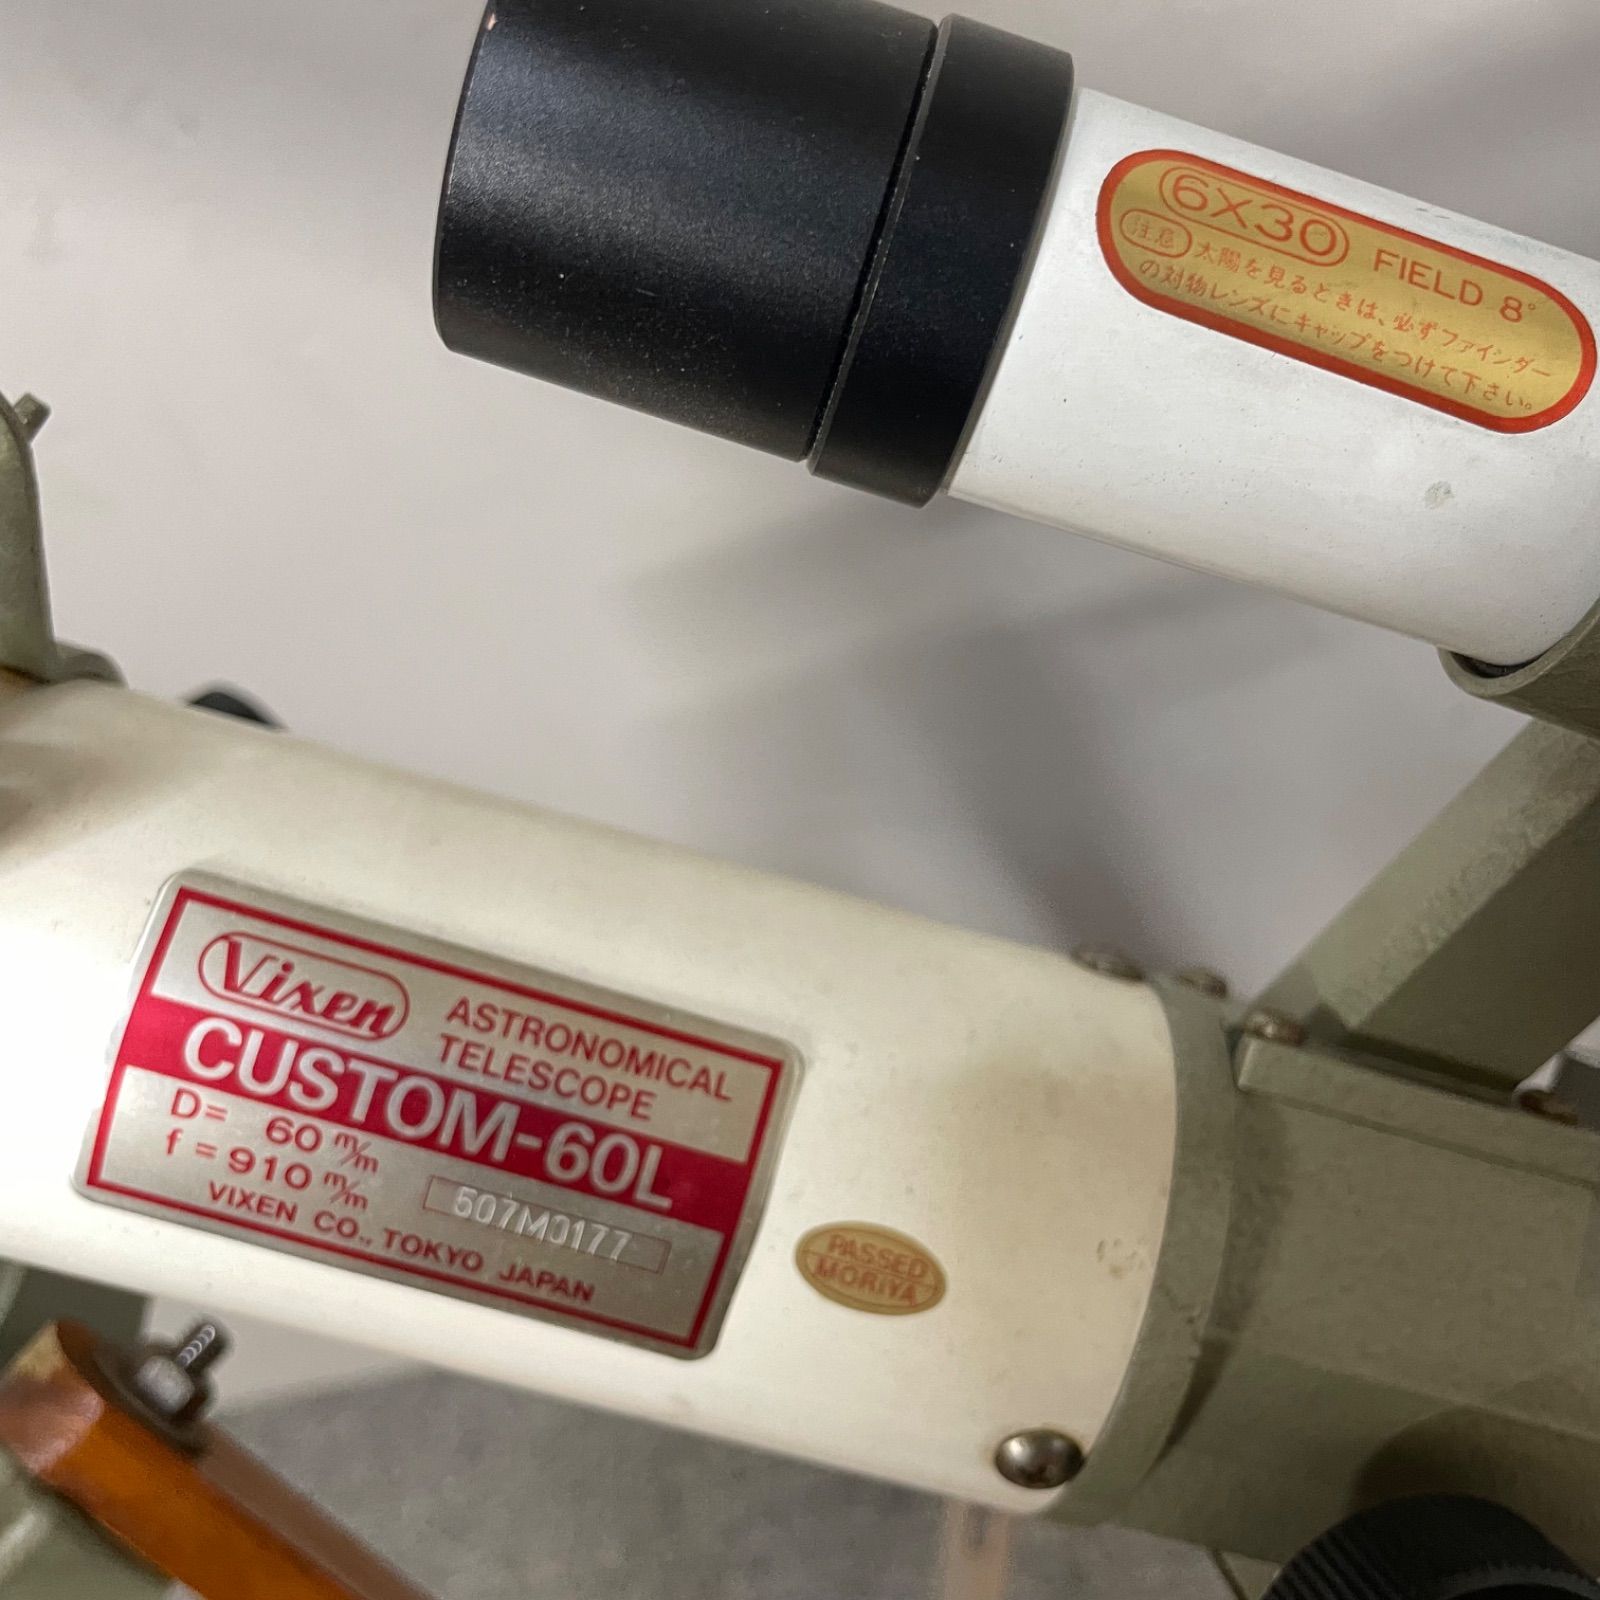 6X30 FIELD 8°
注意 太陽を見るときは、必ずファインダー
の対物レンズにキャップをつけて下さい。
Vixen ASTRONOMICAL
TELESCOPE
CUSTOM-60L
D= 60 m/m
f=910 m/m
507M0177
VIXEN CO., TOKYO JAPAN
PASSED
MORIYA